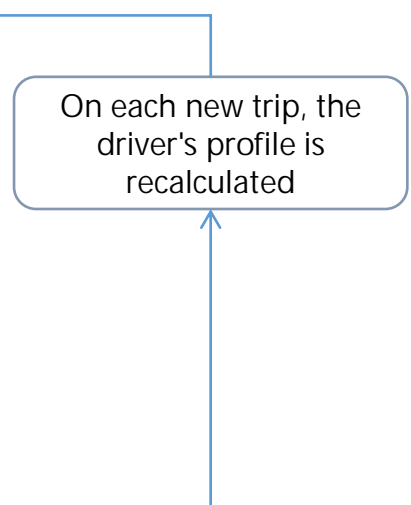 On each new trip, the
driver's profile is
recalculated